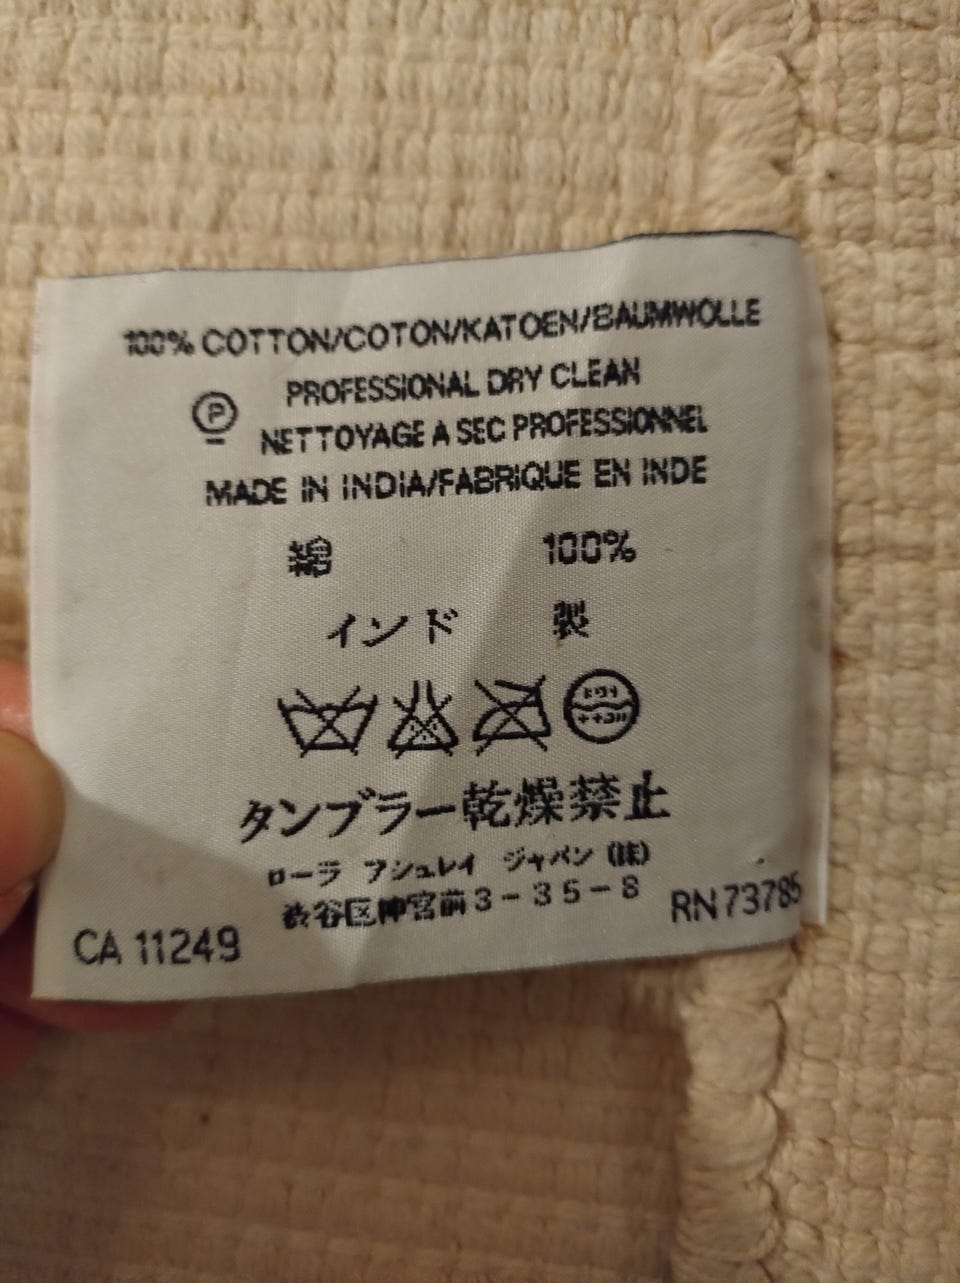 100% COTTON/COTON/KATOEN/BAUMWOLLE
PROFESSIONAL DRY CLEAN
P
NETTOYAGE A SEC PROFESSIONNEL
MADE IN INDIA/FABRIQUE EN INDE
綿 100%
インド 製
タンブラー乾燥禁止
ローラ アシュレイ ジャパン (株)
渋谷区神宮前3-35-8
CA 11249 RN 73785